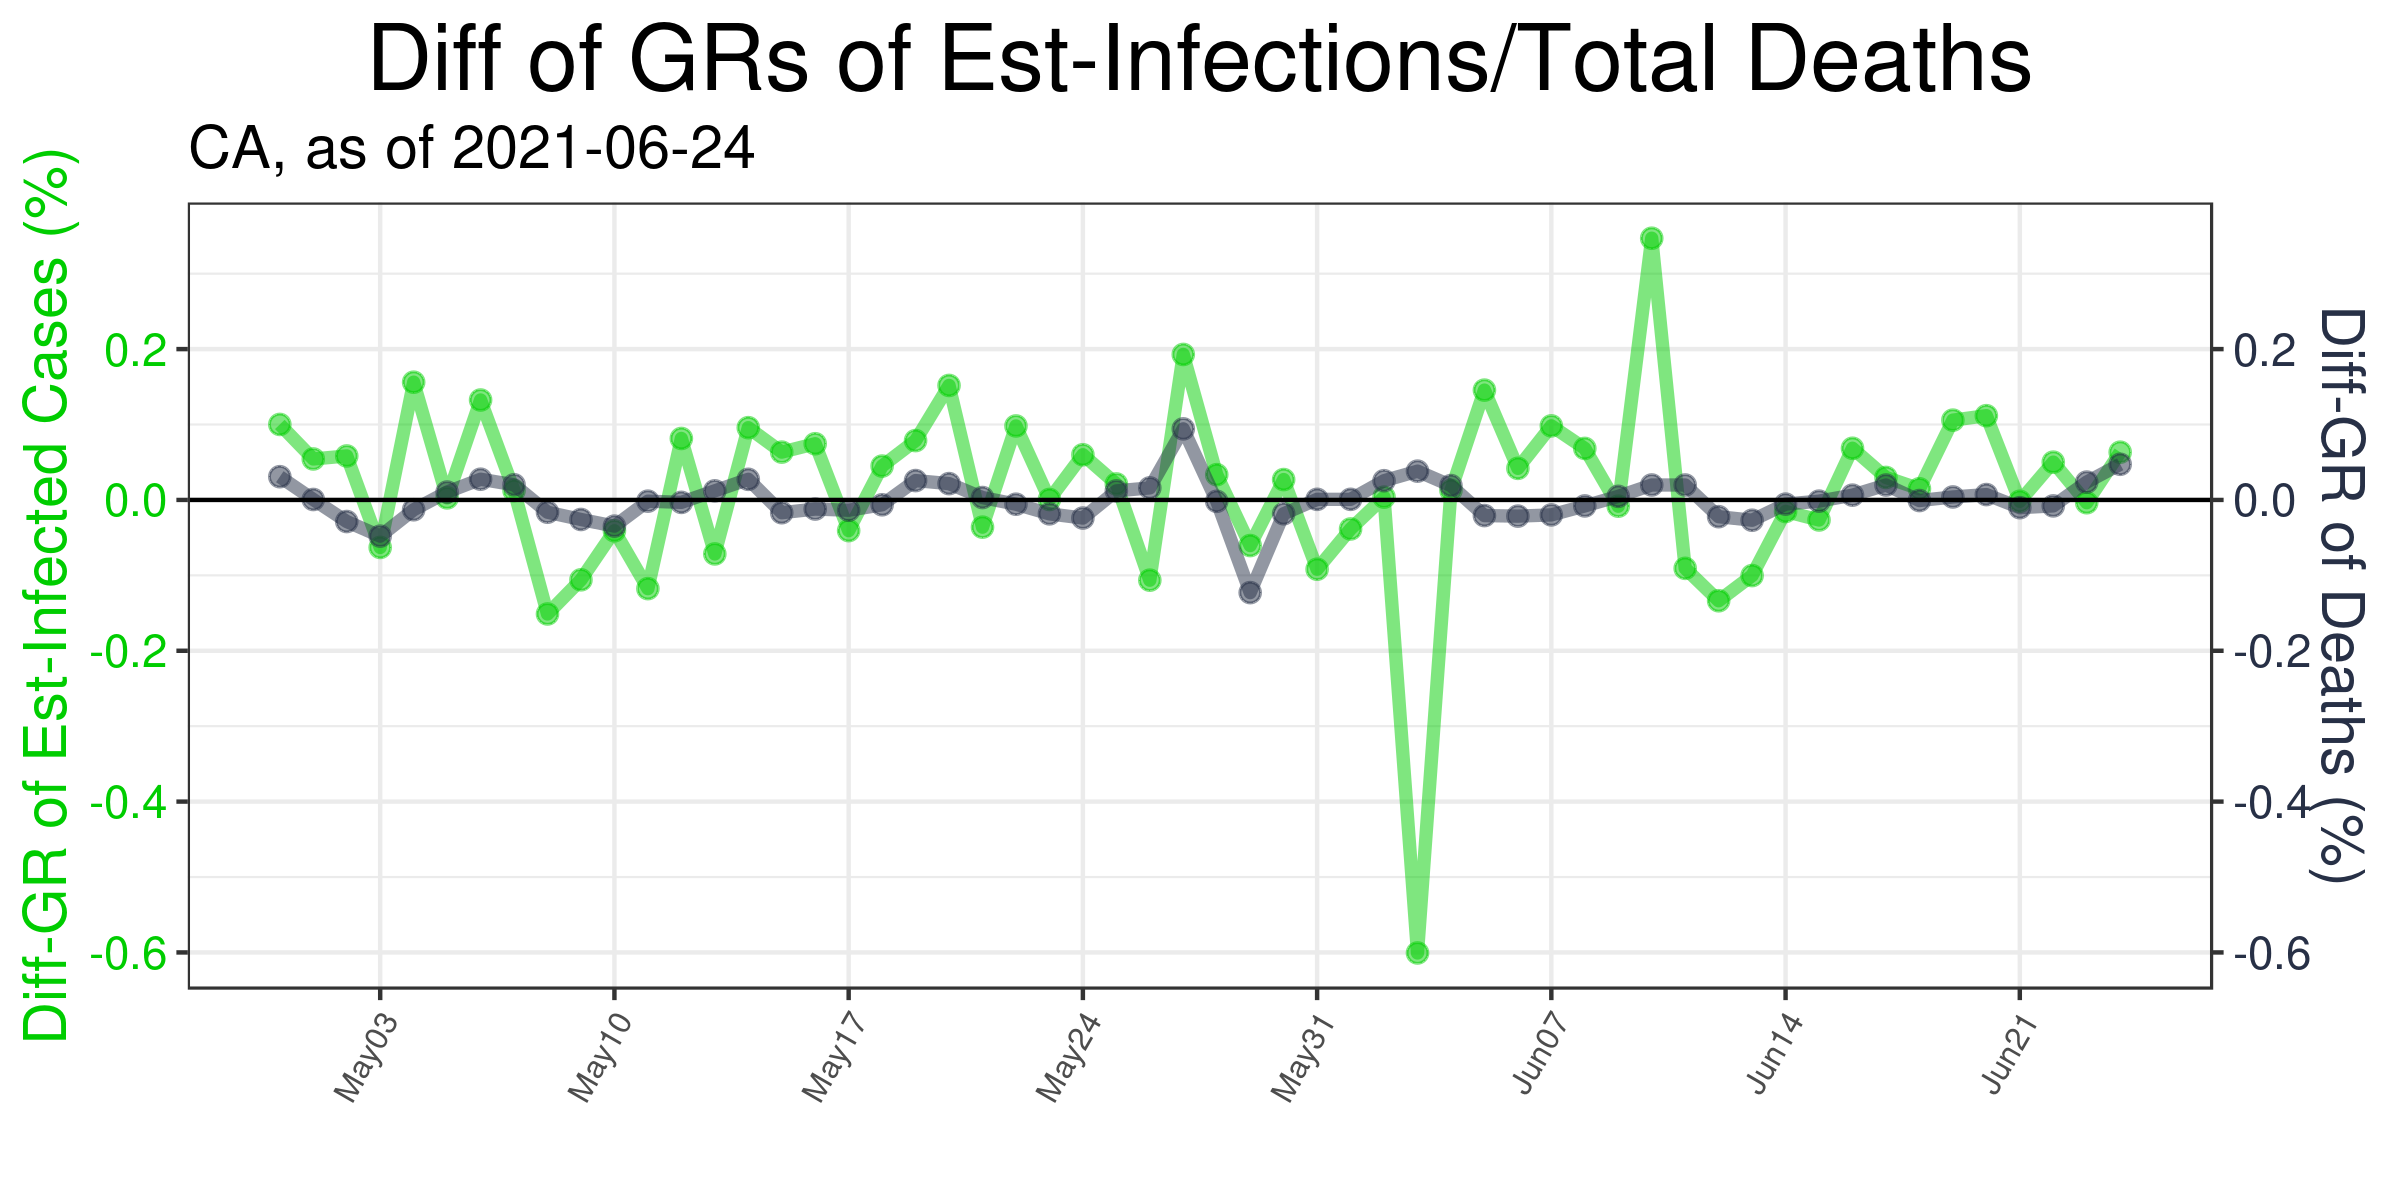 Diff of GRs of Est-Infections/Total Deaths
CA, as of 2021-06-24
Diff-GR of Est-Infected Cases (%)
0.2
0.0
-0.2
-0.4
-0.6
0.2
0.0
-0.2
-0.4
-0.6
Diff-GR of Deaths (%)
May03
May10
May17
May24
May31
Jun07
Jun14
Jun21